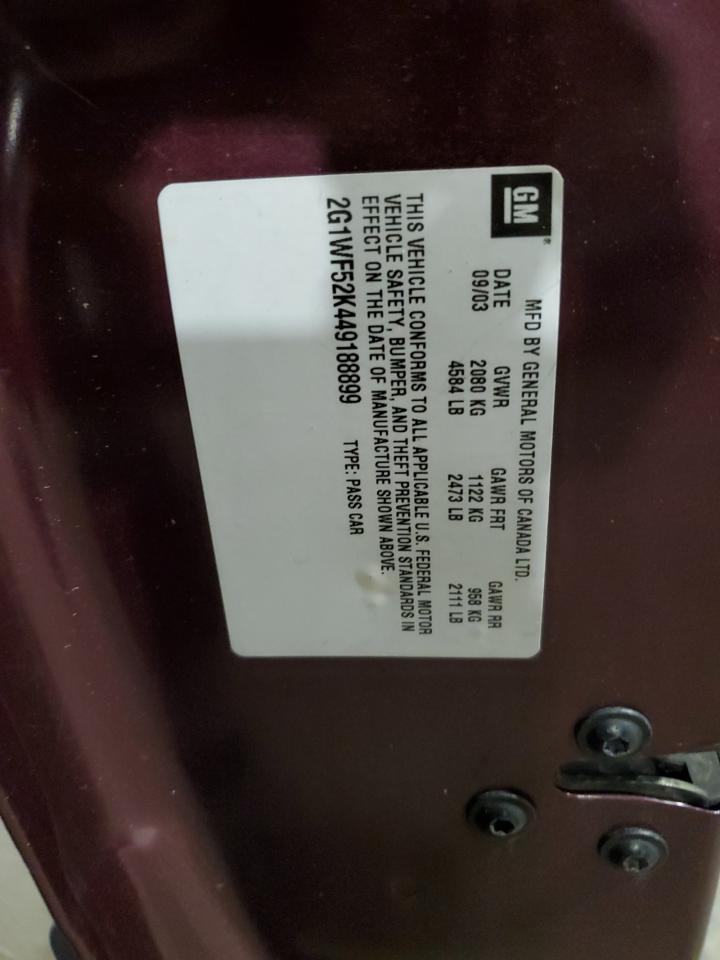 GM®
MFD BY GENERAL MOTORS OF CANADA LTD.
DATE GVWR GAWR FRT GAWR RR
09/03 2080 KG 1122 KG 958 KG
4584 LB 2473 LB 2111 LB
THIS VEHICLE CONFORMS TO ALL APPLICABLE U.S. FEDERAL MOTOR
VEHICLE SAFETY, BUMPER, AND THEFT PREVENTION STANDARDS IN
EFFECT ON THE DATE OF MANUFACTURE SHOWN ABOVE.
2G1WF52K449188899 TYPE: PASS CAR